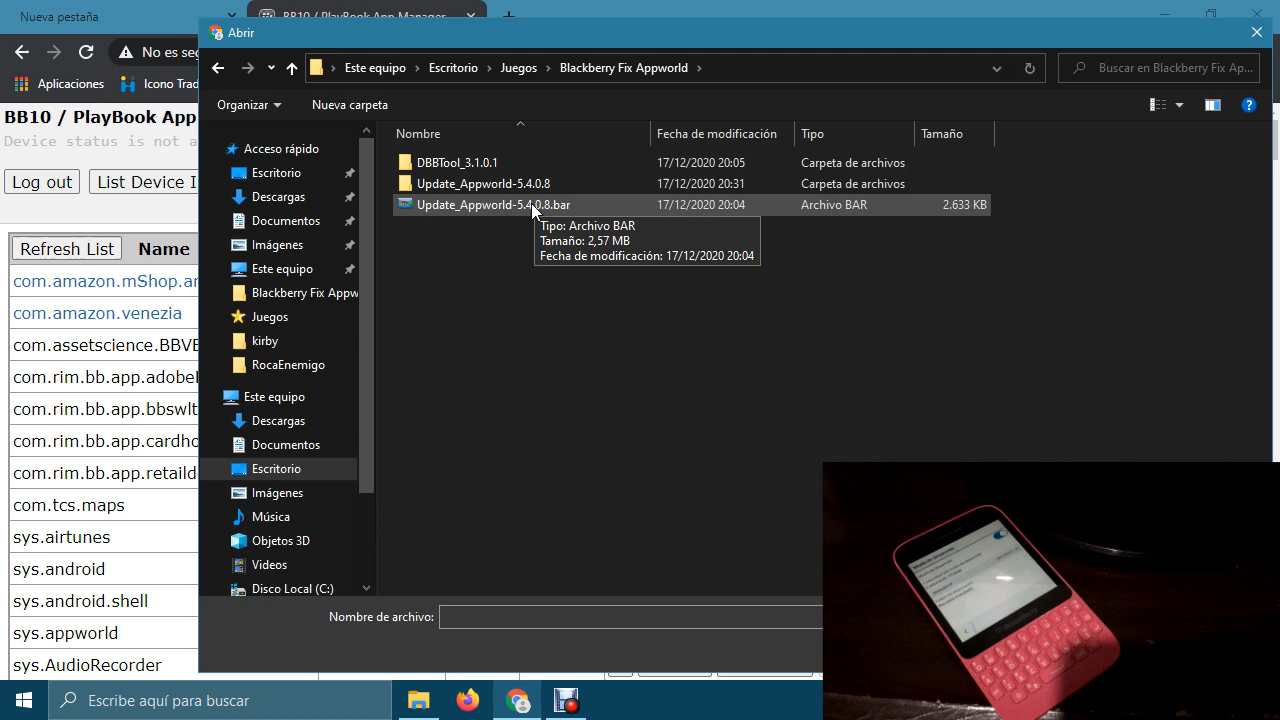 Nueva pestaña
BB10 / PlayBook App Manager
Abrir
No es seg
Este equipo
Escritorio
Juegos
Blackberry Fix Appworld
Buscar en Blackberry Fix Ap...
Aplicaciones
Icono Trad
Organizar
Nueva carpeta
BB10 / PlayBook App
Device status is not a
Log out
List Device I
Refresh List
Name
com.amazon.mShop.an
com.amazon.venezia
com.assetscience.BBVE
com.rim.bb.app.adobel
com.rim.bb.app.bbswlt
com.rim.bb.app.cardho
com.rim.bb.app.retailde
com.tcs.maps
sys.airtunes
sys.android
sys.android.shell
sys.appworld
sys.AudioRecorder
Acceso rápido
Escritorio
Descargas
Documentos
Imágenes
Este equipo
Blackberry Fix Appw
Juegos
kirby
RocaEnemigo
Este equipo
Descargas
Documentos
Escritorio
Imágenes
Música
Objetos 3D
Videos
Disco Local (C:)
Nombre
Fecha de modificación
Tipo
Tamaño
DBBTool_3.1.0.1
17/12/2020 20:05
Carpeta de archivos
Update_Appworld-5.4.0.8
17/12/2020 20:31
Carpeta de archivos
Update_Appworld-5.4.0.8.bar
17/12/2020 20:04
Archivo BAR
2.633 KB
Tipo: Archivo BAR
Tamaño: 2,57 MB
Fecha de modificación: 17/12/2020 20:04
Nombre de archivo:
Escribe aquí para buscar